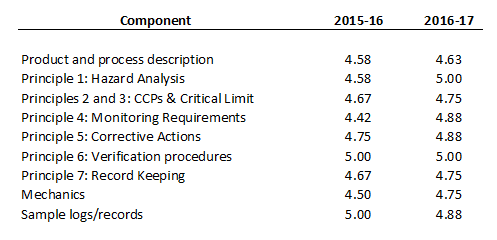 Component 2015-16 2016-17
Product and process description 4.58 4.63
Principle 1: Hazard Analysis 4.58 5.00
Principles 2 and 3: CCPs & Critical Limit 4.67 4.75
Principle 4: Monitoring Requirements 4.42 4.88
Principle 5: Corrective Actions 4.75 4.88
Principle 6: Verification procedures 5.00 5.00
Principle 7: Record Keeping 4.67 4.75
Mechanics 4.50 4.75
Sample logs/records 5.00 4.88